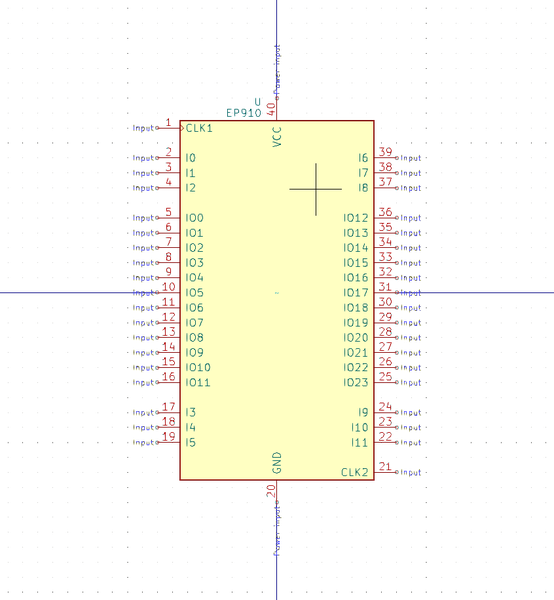 Power input
U
EP910
40
VCC
Input 1 CLK1
Input 2 I0 I6 39 Input
Input 3 I1 I7 38 Input
Input 4 I2 I8 37 Input
Input 5 IO0 IO12 36 Input
Input 6 IO1 IO13 35 Input
Input 7 IO2 IO14 34 Input
Input 8 IO3 IO15 33 Input
Input 9 IO4 IO16 32 Input
Input 10 IO5 IO17 31 Input
Input 11 IO6 IO18 30 Input
Input 12 IO7 IO19 29 Input
Input 13 IO8 IO20 28 Input
Input 14 IO9 IO21 27 Input
Input 15 IO10 IO22 26 Input
Input 16 IO11 IO23 25 Input
Input 17 I3 I9 24 Input
Input 18 I4 I10 23 Input
Input 19 I5 I11 22 Input
GND
CLK2 21 Input
20
Power input